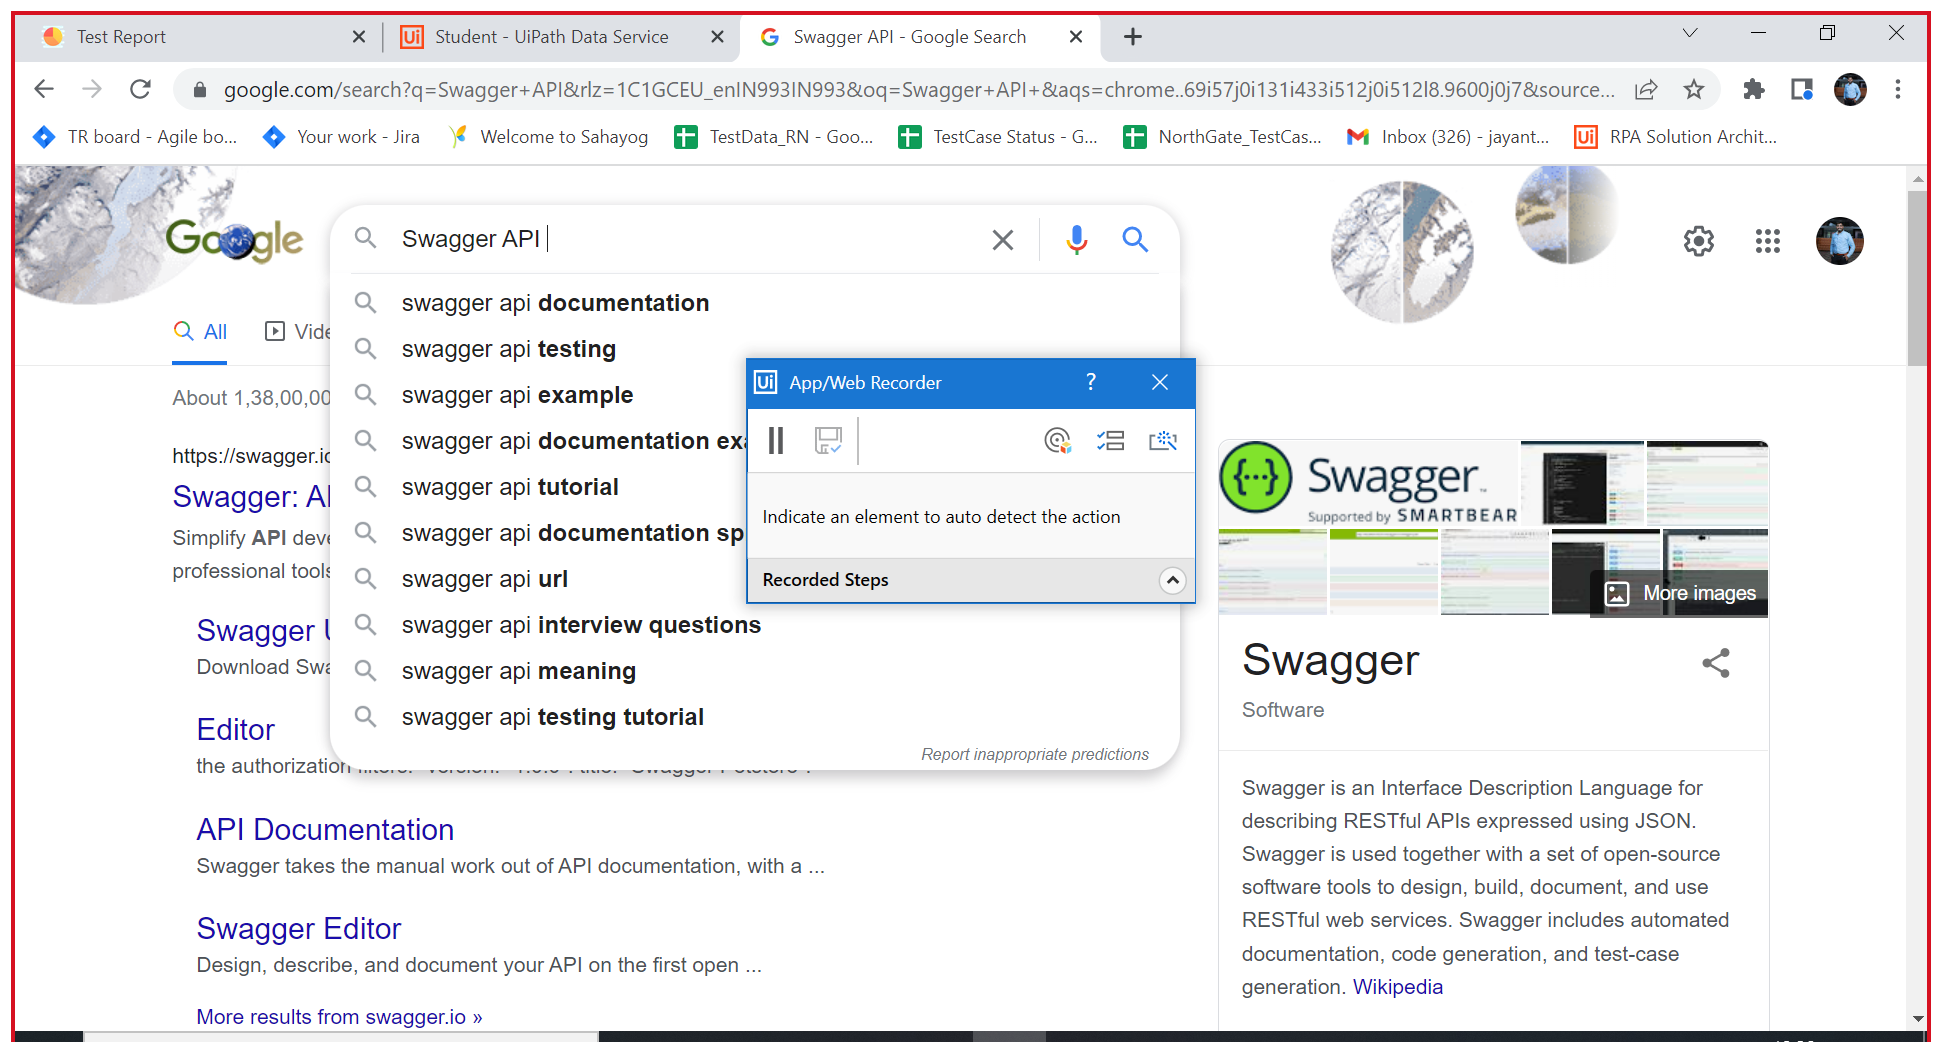 Test Report
Student - UiPath Data Service
Swagger API - Google Search
google.com/search?q=Swagger+API&rlz=1C1GCEU_enIN993IN993&oq=Swagger+API+&aqs=chrome..69i57j0i131i433i512j0i512l8.9600j0j7&source...
TR board - Agile bo...
Your work - Jira
Welcome to Sahayog
TestData_RN - Goo...
TestCase Status - G...
NorthGate_TestCas...
Inbox (326) - jayant...
RPA Solution Archit...
Google
Swagger API
swagger api documentation
swagger api testing
swagger api example
swagger api documentation exa
swagger api tutorial
swagger api documentation sp
swagger api url
swagger api interview questions
swagger api meaning
swagger api testing tutorial
Report inappropriate predictions
All
Vide
About 1,38,00,00
https://swagger.io
Swagger: AP
Simplify API deve
professional tools
Swagger U
Download Swa
Editor
the authorization
API Documentation
Swagger takes the manual work out of API documentation, with a ...
Swagger Editor
Design, describe, and document your API on the first open ...
More results from swagger.io »
Ui App/Web Recorder ?
Indicate an element to auto detect the action
Recorded Steps
Swagger
Supported by SMARTBEAR
More images
Swagger
Software
Swagger is an Interface Description Language for
describing RESTful APIs expressed using JSON.
Swagger is used together with a set of open-source
software tools to design, build, document, and use
RESTful web services. Swagger includes automated
documentation, code generation, and test-case
generation. Wikipedia